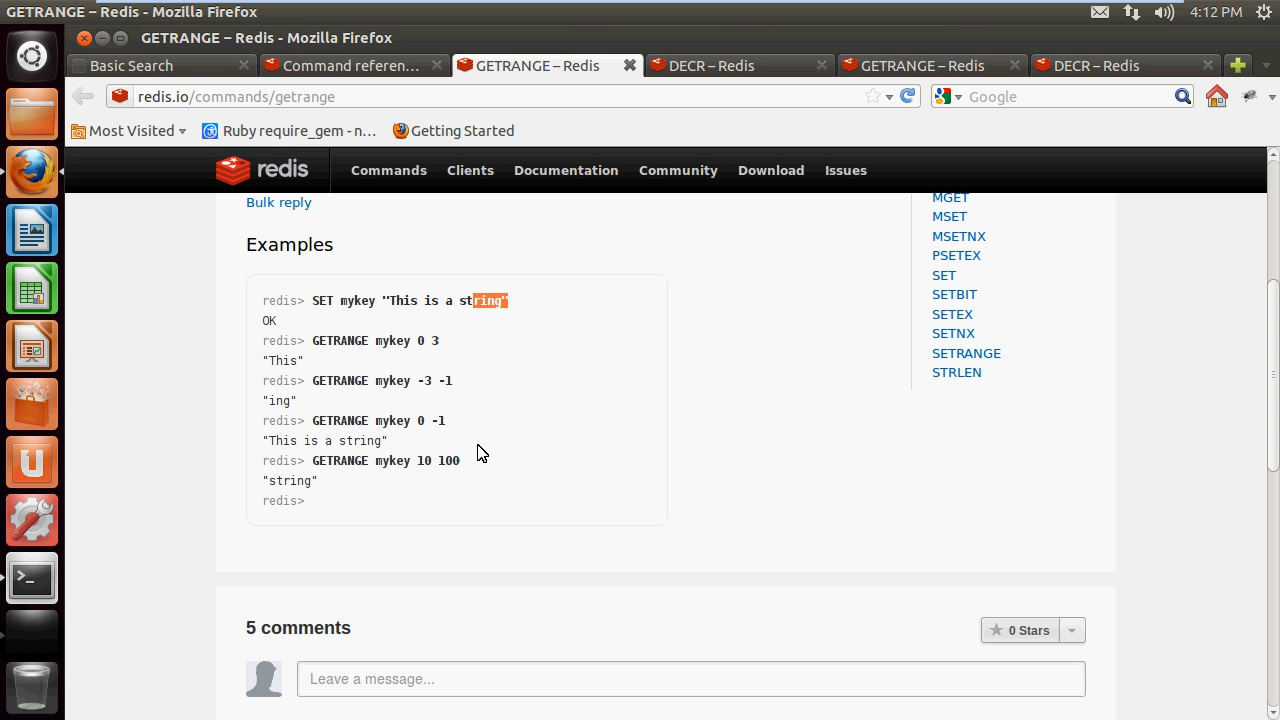 GETRANGE – Redis - Mozilla Firefox
4:12 PM
GETRANGE – Redis - Mozilla Firefox
Basic Search
Command referen...
GETRANGE – Redis
DECR – Redis
GETRANGE – Redis
DECR – Redis
redis.io/commands/getrange
Google
Most Visited
Ruby require_gem - n...
Getting Started
redis
Commands
Clients
Documentation
Community
Download
Issues
Bulk reply
Examples
redis> SET mykey "This is a string"
OK
redis> GETRANGE mykey 0 3
"This"
redis> GETRANGE mykey -3 -1
"ing"
redis> GETRANGE mykey 0 -1
"This is a string"
redis> GETRANGE mykey 10 100
"string"
redis>
MGET
MSET
MSETNX
PSETEX
SET
SETBIT
SETEX
SETNX
SETRANGE
STRLEN
5 comments
0 Stars
Leave a message...